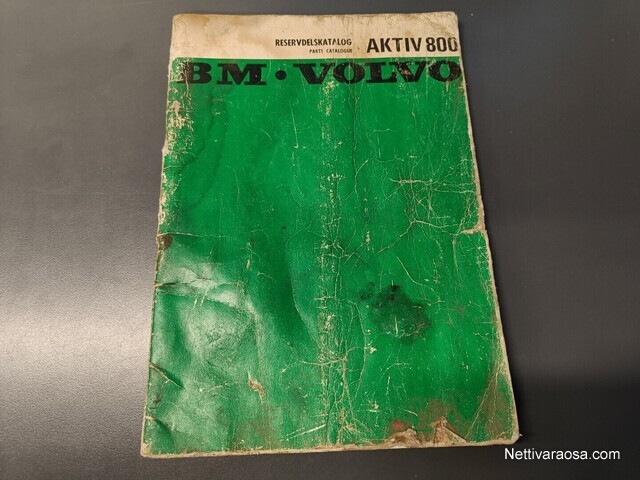 RESERVDELSKATALOG AKTIV 800
PARTS CATALOGUE
BM·VOLVO
Nettivaraosa.com